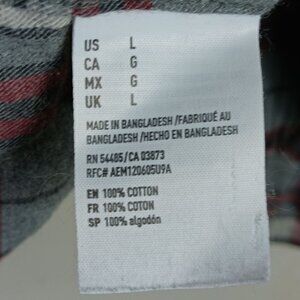 US L
CA G
MX G
UK L
MADE IN BANGLADESH /FABRIQUÉ AU
BANGLADESH /HECHO EN BANGLADESH
RN 54485/CA 03873
RFC# AEM120605U9A
EN 100% COTTON
FR 100% COTON
SP 100% algodón